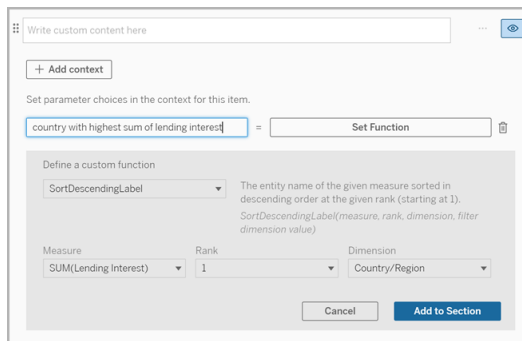 Write custom content here
+ Add context
Set parameter choices in the context for this item.
country with highest sum of lending interest = Set Function
Define a custom function
SortDescendingLabel
The entity name of the given measure sorted in
descending order at the given rank (starting at 1).
SortDescendingLabel(measure, rank, dimension, filter
dimension value)
Measure Rank Dimension
SUM(Lending Interest) 1 Country/Region
Cancel Add to Section